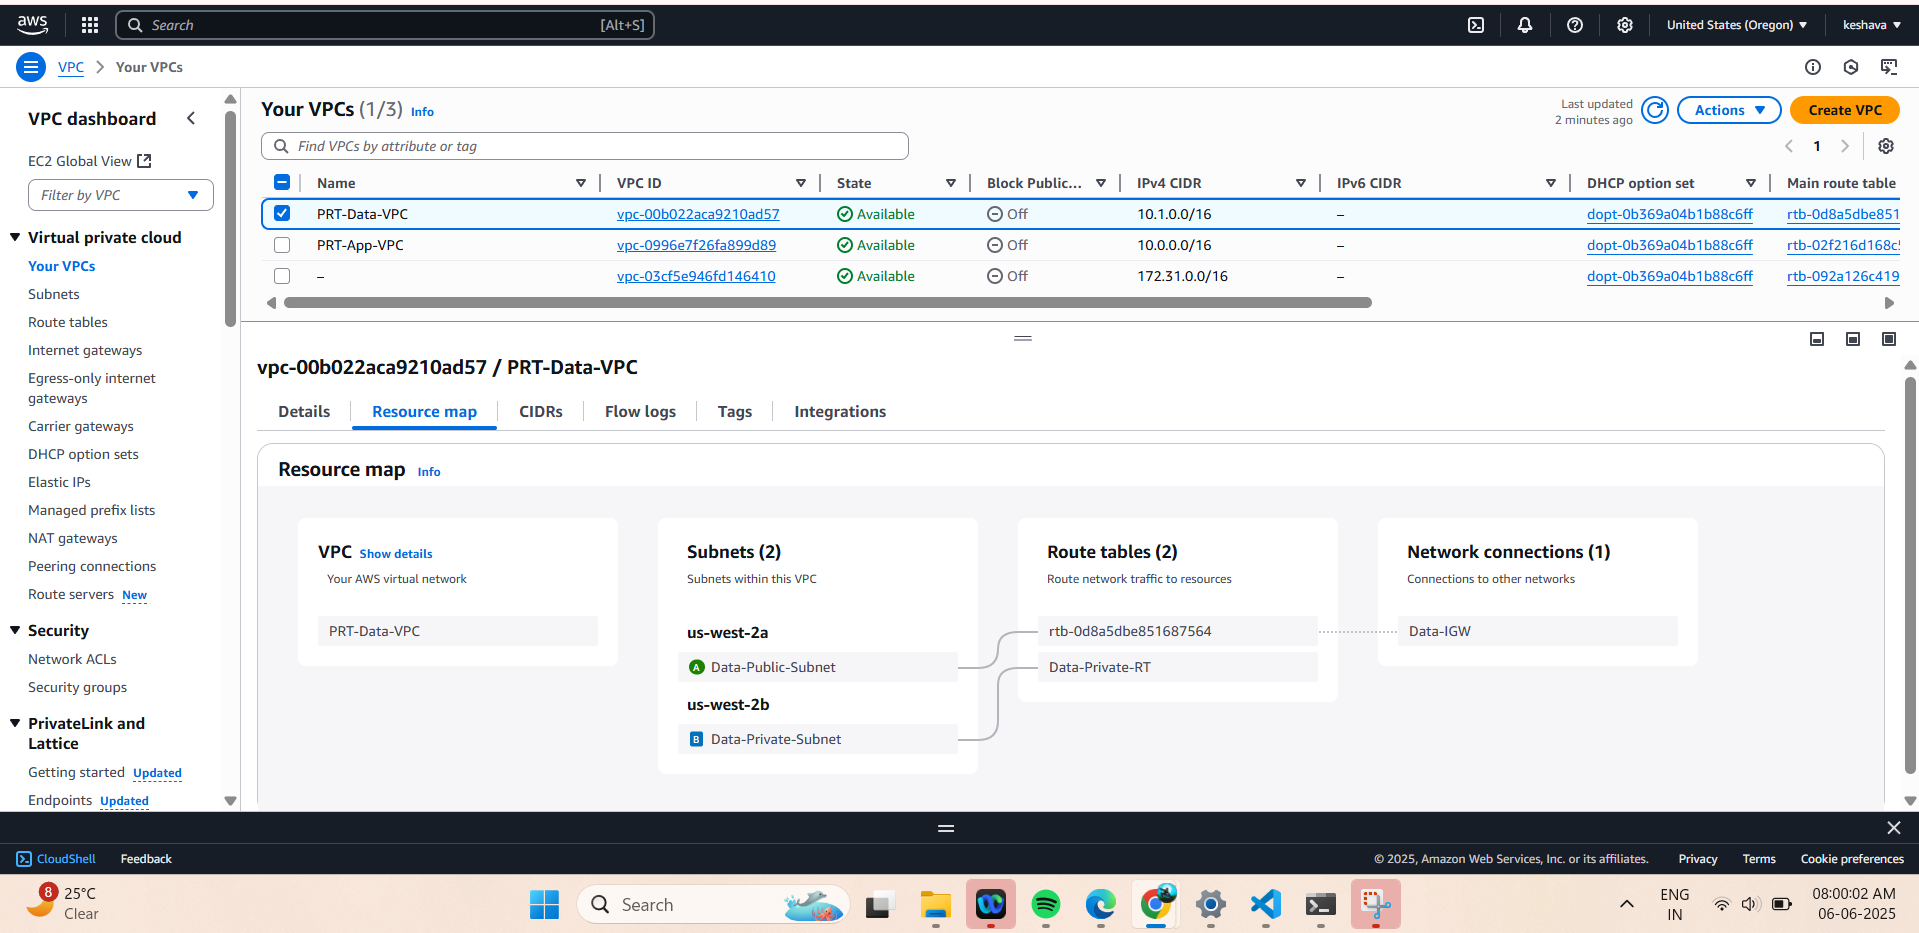 aws
Search [Alt+S]
United States (Oregon)
keshava
VPC
Your VPCs
VPC dashboard
EC2 Global View
Filter by VPC
Virtual private cloud
Your VPCs
Subnets
Route tables
Internet gateways
Egress-only internet
gateways
Carrier gateways
DHCP option sets
Elastic IPs
Managed prefix lists
NAT gateways
Peering connections
Route servers New
Security
Network ACLs
Security groups
PrivateLink and
Lattice
Getting started Updated
Endpoints Updated
Your VPCs (1/3) Info
Last updated
2 minutes ago
Actions
Create VPC
Find VPCs by attribute or tag
1
Name VPC ID State Block Public... IPv4 CIDR IPv6 CIDR DHCP option set Main route table
PRT-Data-VPC vpc-00b022aca9210ad57 Available Off 10.1.0.0/16 – dopt-0b369a04b1b88c6ff rtb-0d8a5dbe851
PRT-App-VPC vpc-0996e7f26fa899d89 Available Off 10.0.0.0/16 – dopt-0b369a04b1b88c6ff rtb-02f216d168c5
– vpc-03cf5e946fd146410 Available Off 172.31.0.0/16 – dopt-0b369a04b1b88c6ff rtb-092a126c419
vpc-00b022aca9210ad57 / PRT-Data-VPC
Details Resource map CIDRs Flow logs Tags Integrations
Resource map Info
VPC Show details
Your AWS virtual network
PRT-Data-VPC
Subnets (2)
Subnets within this VPC
us-west-2a
A Data-Public-Subnet
us-west-2b
B Data-Private-Subnet
Route tables (2)
Route network traffic to resources
rtb-0d8a5dbe851687564
Data-Private-RT
Network connections (1)
Connections to other networks
Data-IGW
CloudShell Feedback
© 2025, Amazon Web Services, Inc. or its affiliates. Privacy Terms Cookie preferences
8
25°C
Clear
Search
ENG
IN
08:00:02 AM
06-06-2025